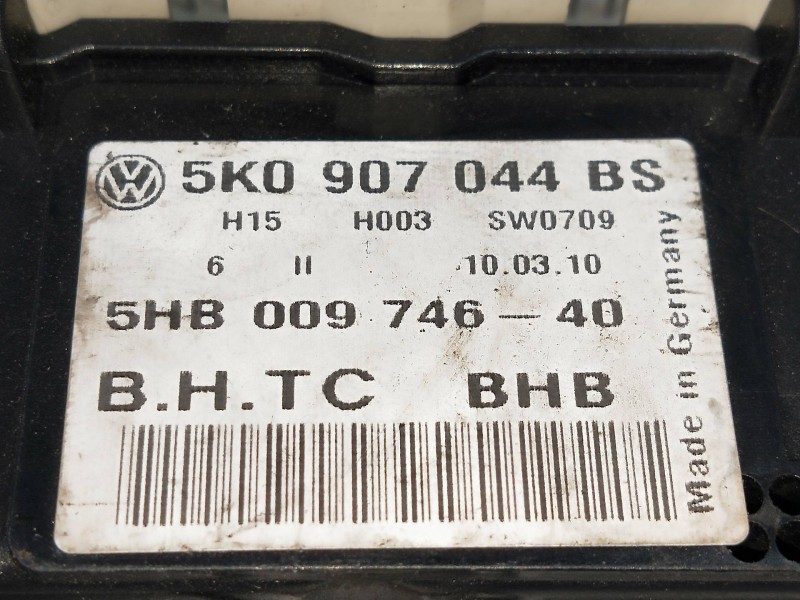 5K0 907 044 BS
H15 H003 SW0709
6 II 10.03.10
5HB 009 746-40
B.H.TC BHB
Made in Germany